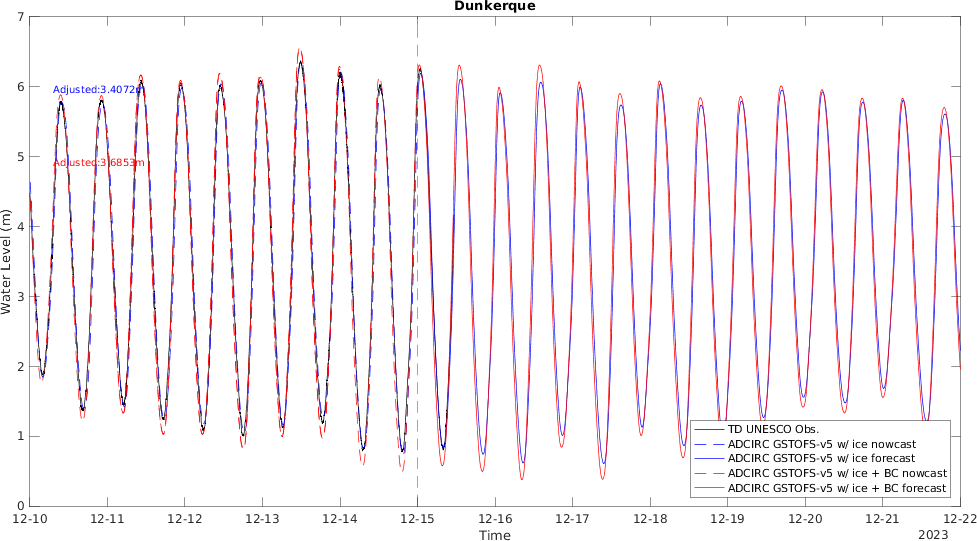 Dunkerque
7
6
5
4
3
2
1
0
Water Level (m)
Adjusted:3.4072m
Adjusted:3.6853m
TD UNESCO Obs.
ADCIRC GSTOFS-v5 w/ ice nowcast
ADCIRC GSTOFS-v5 w/ ice forecast
ADCIRC GSTOFS-v5 w/ ice + BC nowcast
ADCIRC GSTOFS-v5 w/ ice + BC forecast
12-10 12-11 12-12 12-13 12-14 12-15 12-16 12-17 12-18 12-19 12-20 12-21 12-22
Time
2023